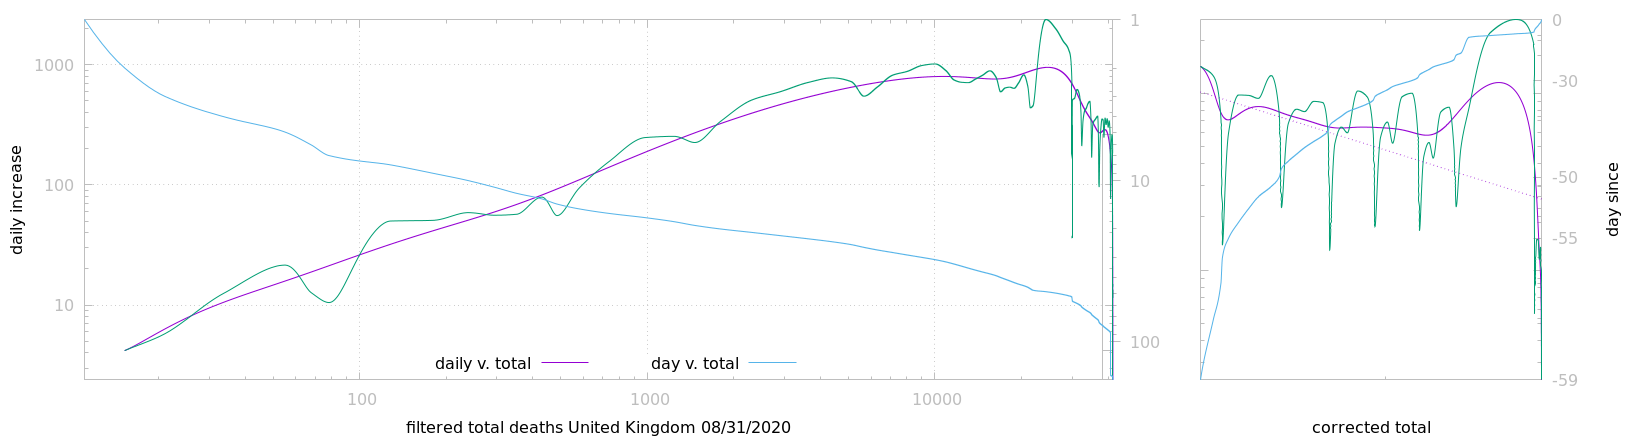 1000
100
10
daily increase
daily v. total
day v. total
100
1000
10000
filtered total deaths United Kingdom 08/31/2020
1
10
100
0
-30
-50
-55
-59
day since
corrected total